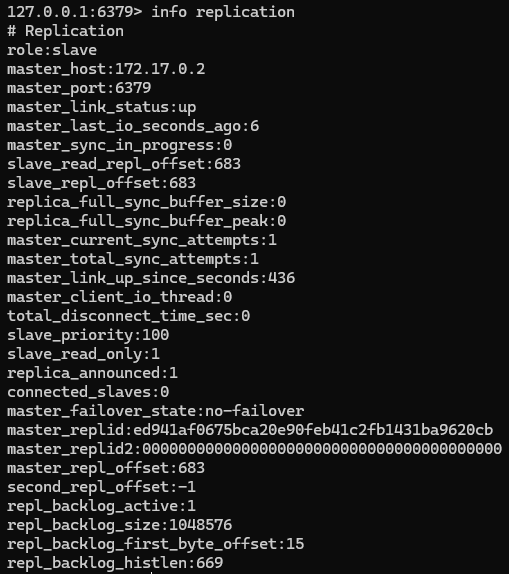 127.0.0.1:6379> info replication
# Replication
role:slave
master_host:172.17.0.2
master_port:6379
master_link_status:up
master_last_io_seconds_ago:6
master_sync_in_progress:0
slave_read_repl_offset:683
slave_repl_offset:683
replica_full_sync_buffer_size:0
replica_full_sync_buffer_peak:0
master_current_sync_attempts:1
master_total_sync_attempts:1
master_link_up_since_seconds:436
master_client_io_thread:0
total_disconnect_time_sec:0
slave_priority:100
slave_read_only:1
replica_announced:1
connected_slaves:0
master_failover_state:no-failover
master_replid:ed941af0675bca20e90feb41c2fb1431ba9620cb
master_replid2:0000000000000000000000000000000000000000
master_repl_offset:683
second_repl_offset:-1
repl_backlog_active:1
repl_backlog_size:1048576
repl_backlog_first_byte_offset:15
repl_backlog_histlen:669